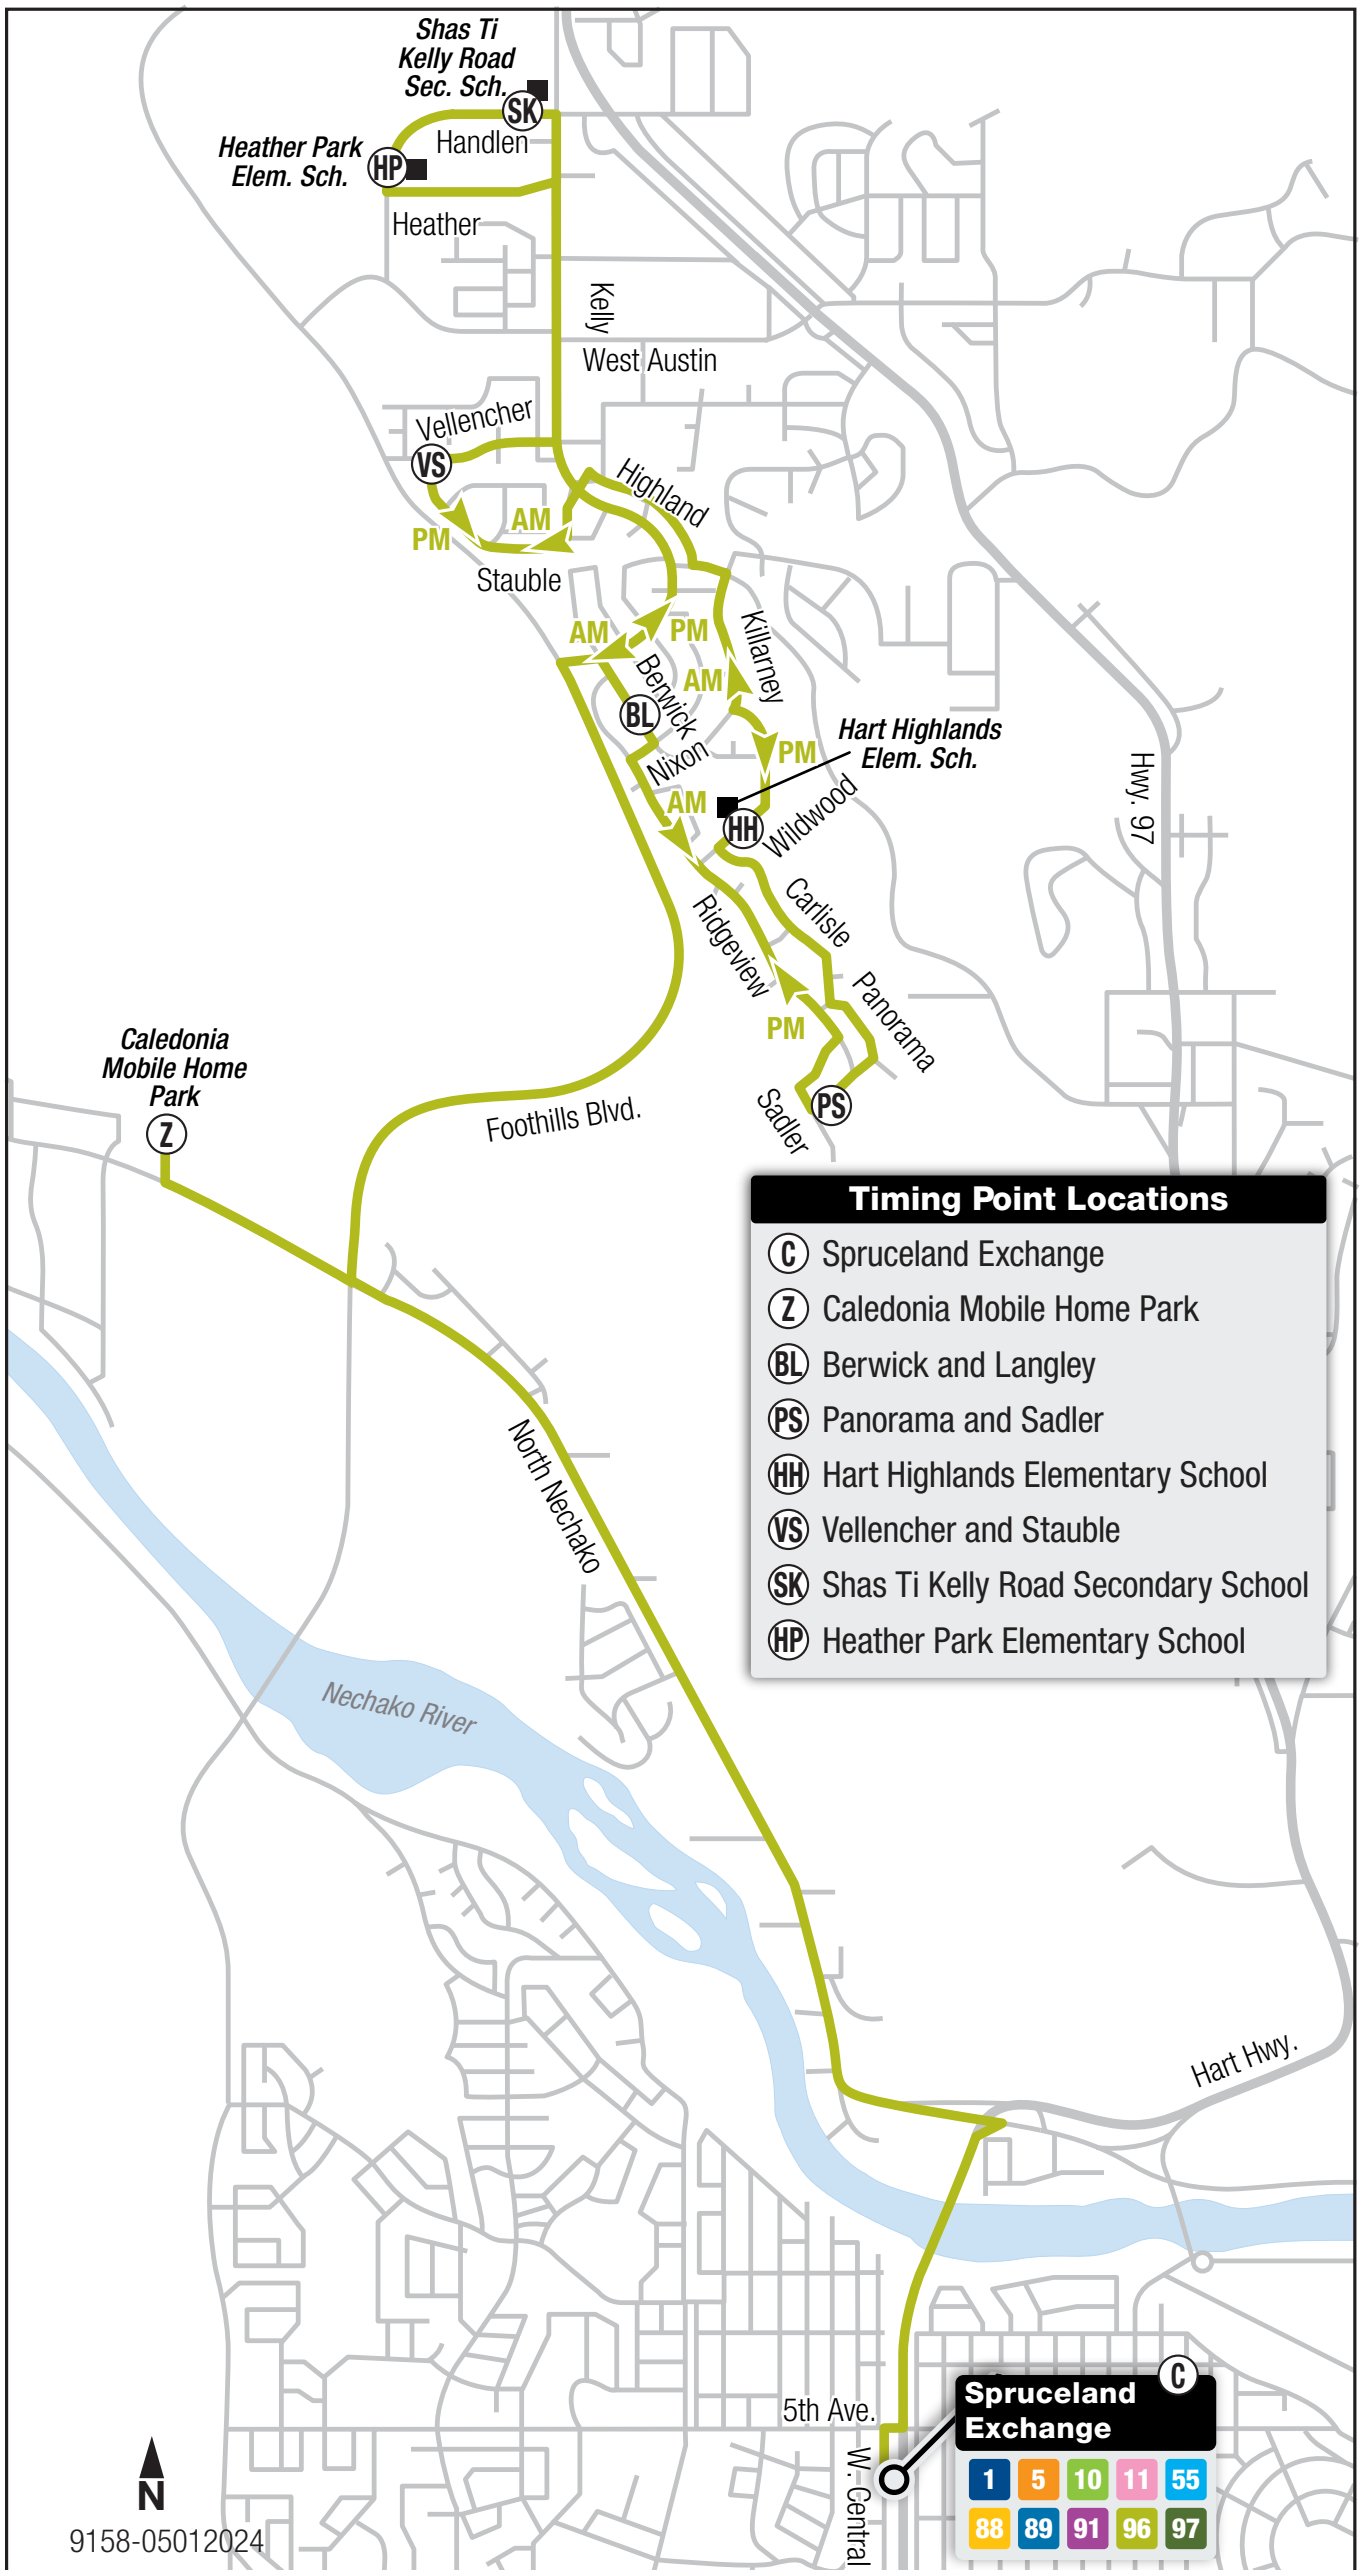 Shas Ti
Kelly Road
Sec. Sch.
SK
Handlen
Heather Park
Elem. Sch.
HP
Heather
Kelly
West Austin
Vellencher
VS
Highland
AM
PM
Stauble
AM
PM
Killarney
Berwick
AM
BL
Hart Highlands
Elem. Sch.
PM
Nixon
Hwy. 97
AM
HH
Wildwood
Carlisle
Ridgeview
Panorama
PM
Caledonia
Mobile Home
Park
Z
Foothills Blvd.
Sadler
PS
Timing Point Locations
C Spruceland Exchange
Z Caledonia Mobile Home Park
BL Berwick and Langley
PS Panorama and Sadler
HH Hart Highlands Elementary School
VS Vellencher and Stauble
SK Shas Ti Kelly Road Secondary School
HP Heather Park Elementary School
North Nechako
Nechako River
Hart Hwy.
5th Ave.
W. Central
C
Spruceland
Exchange
1 5 10 11 55
88 89 91 96 97
N
9158-05012024